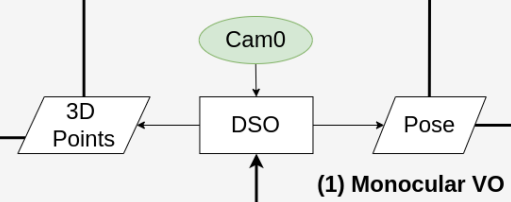 Cam0
3D
Points
DSO
Pose
(1) Monocular VO